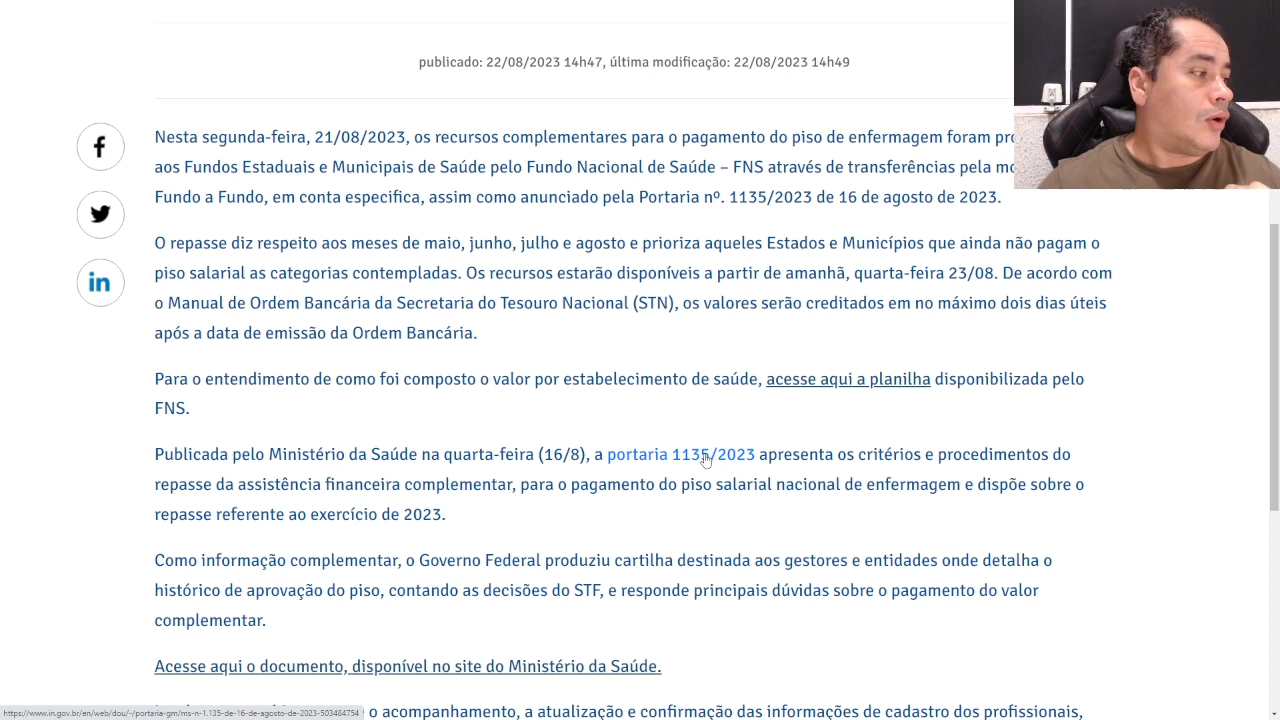 publicado: 22/08/2023 14h47, última modificação: 22/08/2023 14h49
Nesta segunda-feira, 21/08/2023, os recursos complementares para o pagamento do piso de enfermagem foram
aos Fundos Estaduais e Municipais de Saúde pelo Fundo Nacional de Saúde – FNS através de transferências pela
Fundo a Fundo, em conta especifica, assim como anunciado pela Portaria nº. 1135/2023 de 16 de agosto de 2023.
O repasse diz respeito aos meses de maio, junho, julho e agosto e prioriza aqueles Estados e Municípios que ainda não pagam o
piso salarial as categorias contempladas. Os recursos estarão disponíveis a partir de amanhã, quarta-feira 23/08. De acordo com
o Manual de Ordem Bancária da Secretaria do Tesouro Nacional (STN), os valores serão creditados em no máximo dois dias úteis
após a data de emissão da Ordem Bancária.
Para o entendimento de como foi composto o valor por estabelecimento de saúde, acesse aqui a planilha disponibilizada pelo
FNS.
Publicada pelo Ministério da Saúde na quarta-feira (16/8), a portaria 1135/2023 apresenta os critérios e procedimentos do
repasse da assistência financeira complementar, para o pagamento do piso salarial nacional de enfermagem e dispõe sobre o
repasse referente ao exercício de 2023.
Como informação complementar, o Governo Federal produziu cartilha destinada aos gestores e entidades onde detalha o
histórico de aprovação do piso, contando as decisões do STF, e responde principais dúvidas sobre o pagamento do valor
complementar.
Acesse aqui o documento, disponível no site do Ministério da Saúde.
o acompanhamento, a atualização e confirmação das informações de cadastro dos profissionais,
https://www.in.gov.br/en/web/dou/-/portaria-gm/ms-n-1.135-de-16-de-agosto-de-2023-503484754